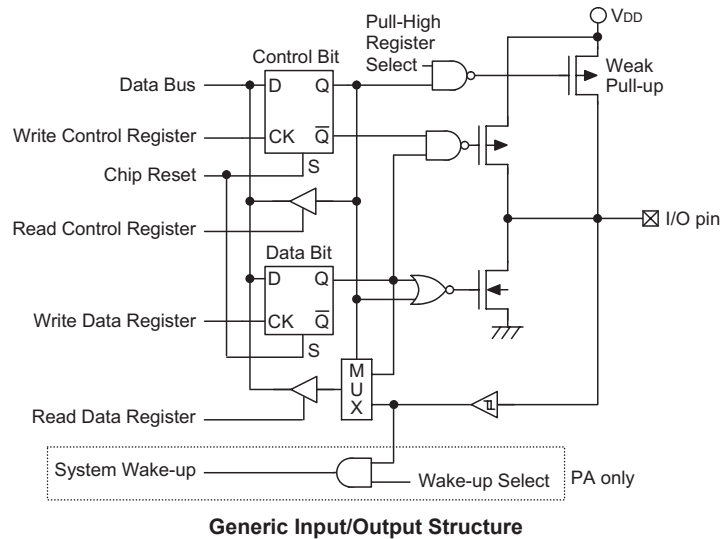 VDD
Pull-High
Register
Select
Control Bit
Weak
Pull-up
Data Bus
D
Q
Write Control Register
CK
Q
S
Chip Reset
I/O pin
Read Control Register
Data Bit
D
Q
Write Data Register
CK
Q
S
M
U
X
Read Data Register
System Wake-up
Wake-up Select
PA only
Generic Input/Output Structure